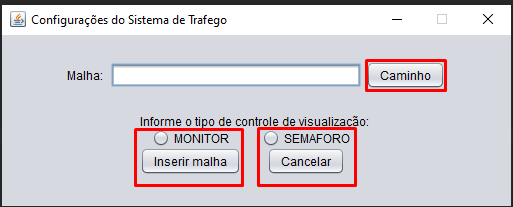 Configurações do Sistema de Trafego
Malha: Caminho
Informe o tipo de controle de visualização:
MONITOR SEMAFORO
Inserir malha Cancelar